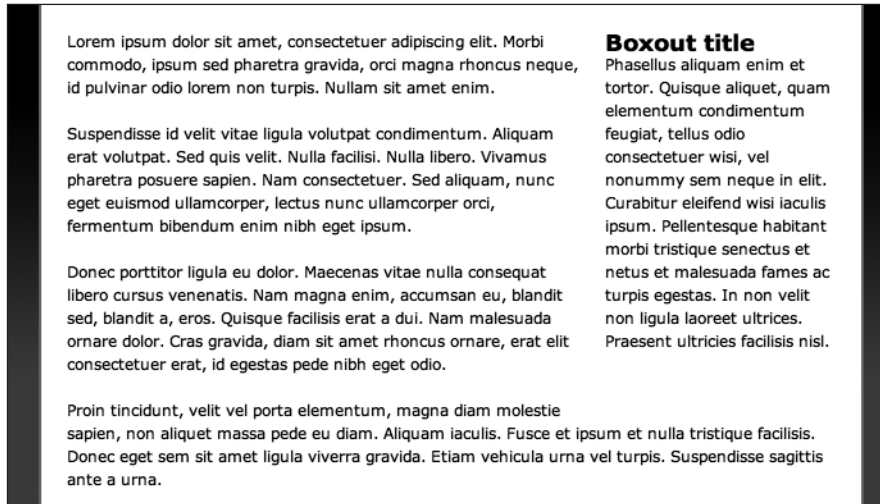 Lorem ipsum dolor sit amet, consectetuer adipiscing elit. Morbi
commodo, ipsum sed pharetra gravida, orci magna rhoncus neque,
id pulvinar odio lorem non turpis. Nullam sit amet enim.
Suspendisse id velit vitae ligula volutpat condimentum. Aliquam
erat volutpat. Sed quis velit. Nulla facilisi. Nulla libero. Vivamus
pharetra posuere sapien. Nam consectetuer. Sed aliquam, nunc
eget euismod ullamcorper, lectus nunc ullamcorper orci,
fermentum bibendum enim nibh eget ipsum.
Donec porttitor ligula eu dolor. Maecenas vitae nulla consequat
libero cursus venenatis. Nam magna enim, accumsan eu, blandit
sed, blandit a, eros. Quisque facilisis erat a dui. Nam malesuada
ornare dolor. Cras gravida, diam sit amet rhoncus ornare, erat elit
consectetuer erat, id egestas pede nibh eget odio.
Proin tincidunt, velit vel porta elementum, magna diam molestie
sapien, non aliquet massa pede eu diam. Aliquam iaculis. Fusce et ipsum et nulla tristique facilisis.
Donec eget sem sit amet ligula viverra gravida. Etiam vehicula urna vel turpis. Suspendisse sagittis
ante a urna.
Boxout title
Phasellus aliquam enim et
tortor. Quisque aliquet, quam
elementum condimentum
feugiat, tellus odio
consectetuer wisi, vel
nonummy sem neque in elit.
Curabitur eleifend wisi iaculis
ipsum. Pellentesque habitant
morbi tristique senectus et
netus et malesuada fames ac
turpis egestas. In non velit
non ligula laoreet ultrices.
Praesent ultricies facilisis nisl.